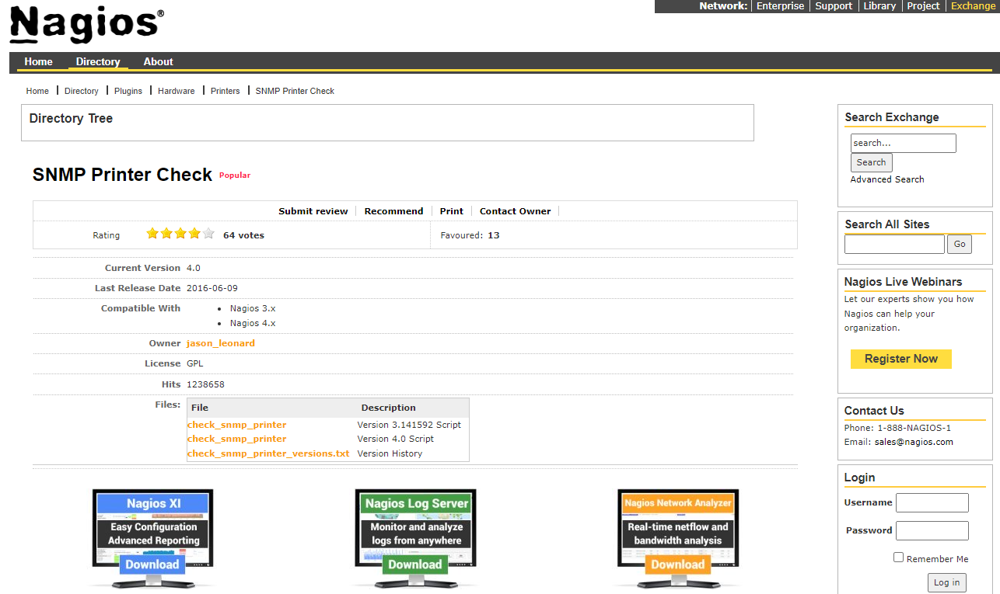 Network: Enterprise Support Library Project Exchange
Nagios®
Home Directory About
Home Directory Plugins Hardware Printers SNMP Printer Check
Directory Tree
SNMP Printer Check Popular
Submit review Recommend Print Contact Owner
Rating 64 votes Favoured: 13
Current Version 4.0
Last Release Date 2016-06-09
Compatible With • Nagios 3.x
• Nagios 4.x
Owner jason_leonard
License GPL
Hits 1238658
Files: File Description
check_snmp_printer Version 3.141592 Script
check_snmp_printer Version 4.0 Script
check_snmp_printer_versions.txt Version History
Nagios XI
Easy Configuration
Advanced Reporting
Download
Nagios Log Server
Monitor and analyze
logs from anywhere
Download
Nagios Network Analyzer
Real-time netflow and
bandwidth analysis
Download
Search Exchange
search...
Search
Advanced Search
Search All Sites
Go
Nagios Live Webinars
Let our experts show you how
Nagios can help your
organization.
Register Now
Contact Us
Phone: 1-888-NAGIOS-1
Email: sales@nagios.com
Login
Username
Password
Remember Me
Log in